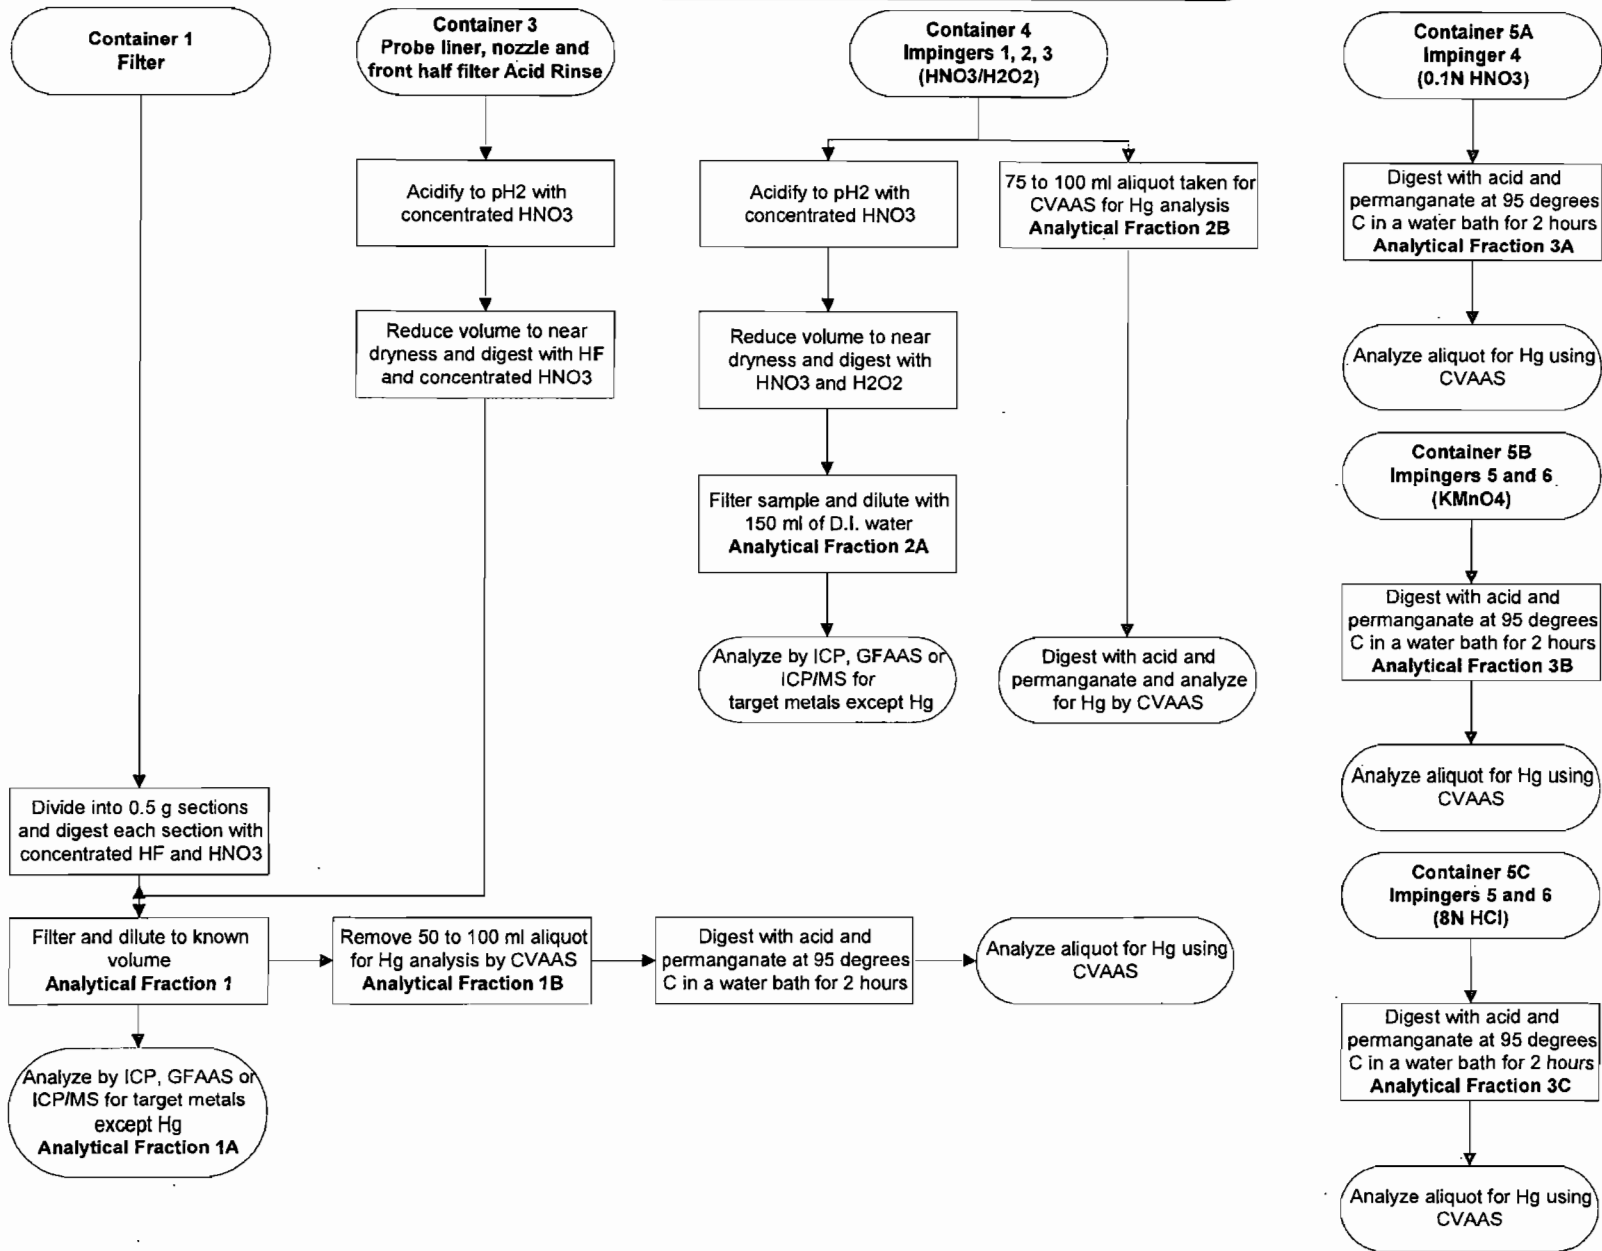 Container 1
Filter
Container 3
Probe liner, nozzle and
front half filter Acid Rinse
Acidify to pH2 with
concentrated HNO3
Reduce volume to near
dryness and digest with HF
and concentrated HNO3
Container 4
Impingers 1, 2, 3
(HNO3/H2O2)
Acidify to pH2 with
concentrated HNO3
Reduce volume to near
dryness and digest with
HNO3 and H2O2
Filter sample and dilute with
150 ml of D.I. water
Analytical Fraction 2A
Analyze by ICP, GFAAS or
ICP/MS for
target metals except Hg
75 to 100 ml aliquot taken for
CVAAS for Hg analysis
Analytical Fraction 2B
Digest with acid and
permanganate and analyze
for Hg by CVAAS
Divide into 0.5 g sections
and digest each section with
concentrated HF and HNO3
Filter and dilute to known
volume
Analytical Fraction 1
Remove 50 to 100 ml aliquot
for Hg analysis by CVAAS
Analytical Fraction 1B
Digest with acid and
permanganate at 95 degrees
C in a water bath for 2 hours
Analyze aliquot for Hg using
CVAAS
Analyze by ICP, GFAAS or
ICP/MS for target metals
except Hg
Analytical Fraction 1A
Container 5A
Impinger 4
(0.1N HNO3)
Digest with acid and
permanganate at 95 degrees
C in a water bath for 2 hours
Analytical Fraction 3A
Analyze aliquot for Hg using
CVAAS
Container 5B
Impingers 5 and 6
(KMnO4)
Digest with acid and
permanganate at 95 degrees
C in a water bath for 2 hours
Analytical Fraction 3B
Analyze aliquot for Hg using
CVAAS
Container 5C
Impingers 5 and 6
(8N HCl)
Digest with acid and
permanganate at 95 degrees
C in a water bath for 2 hours
Analytical Fraction 3C
Analyze aliquot for Hg using
CVAAS